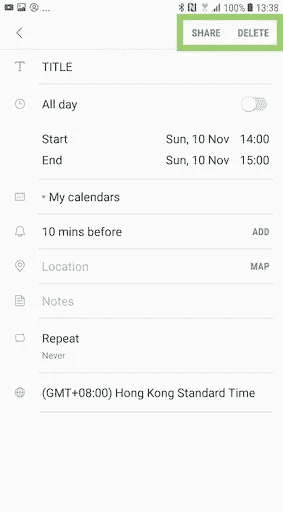 100% 13:38
SHARE DELETE
TITLE
All day
Start Sun, 10 Nov 14:00
End Sun, 10 Nov 15:00
• My calendars
10 mins before ADD
Location MAP
Notes
Repeat
Never
(GMT+08:00) Hong Kong Standard Time